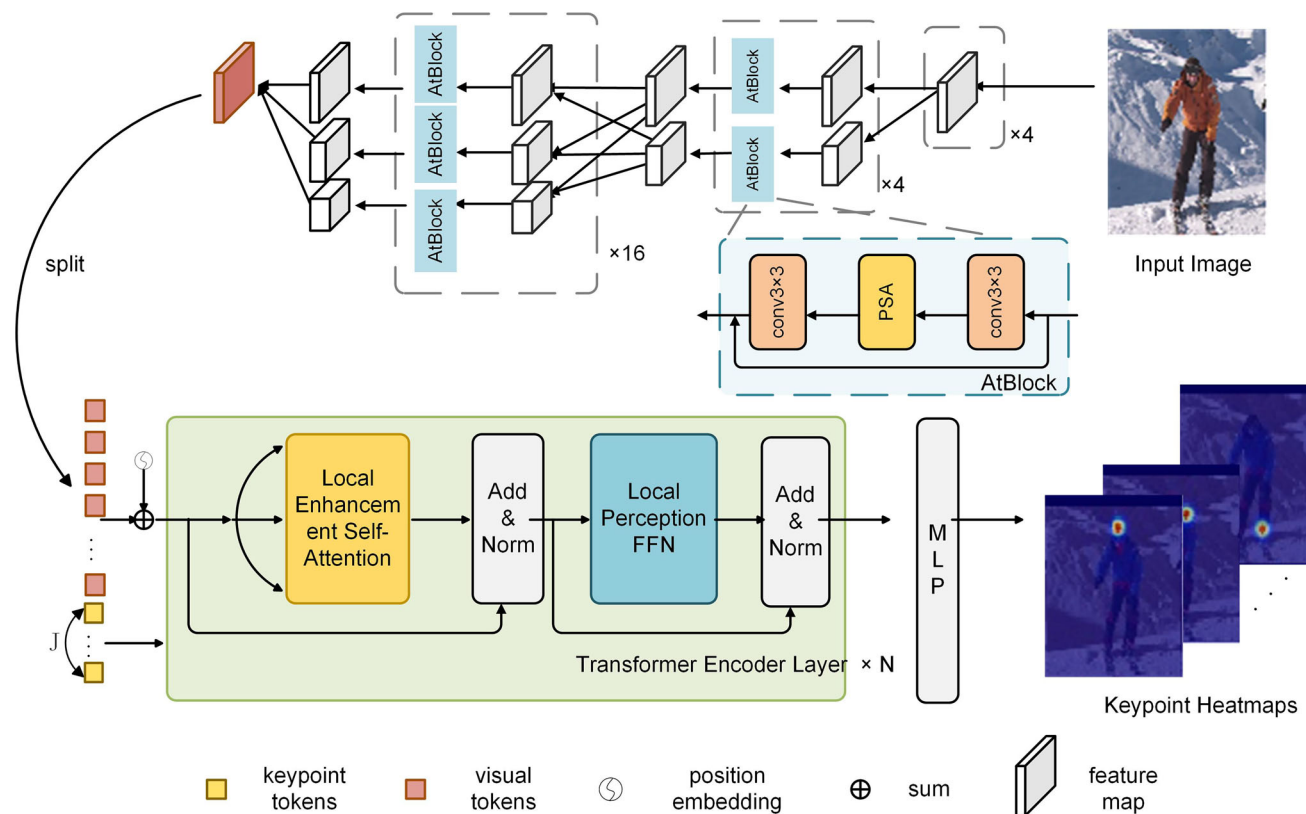 AtBlock
AtBlock
AtBlock
×16
AtBlock
AtBlock
×4
×4
Input Image
split
conv3×3
PSA
conv3×3
AtBlock
Local
Enhancem
ent Self-
Attention
Add
&
Norm
Local
Perception
FFN
Add
&
Norm
M
L
P
J
Transformer Encoder Layer × N
Keypoint Heatmaps
keypoint
tokens
visual
tokens
position
embedding
sum
feature
map